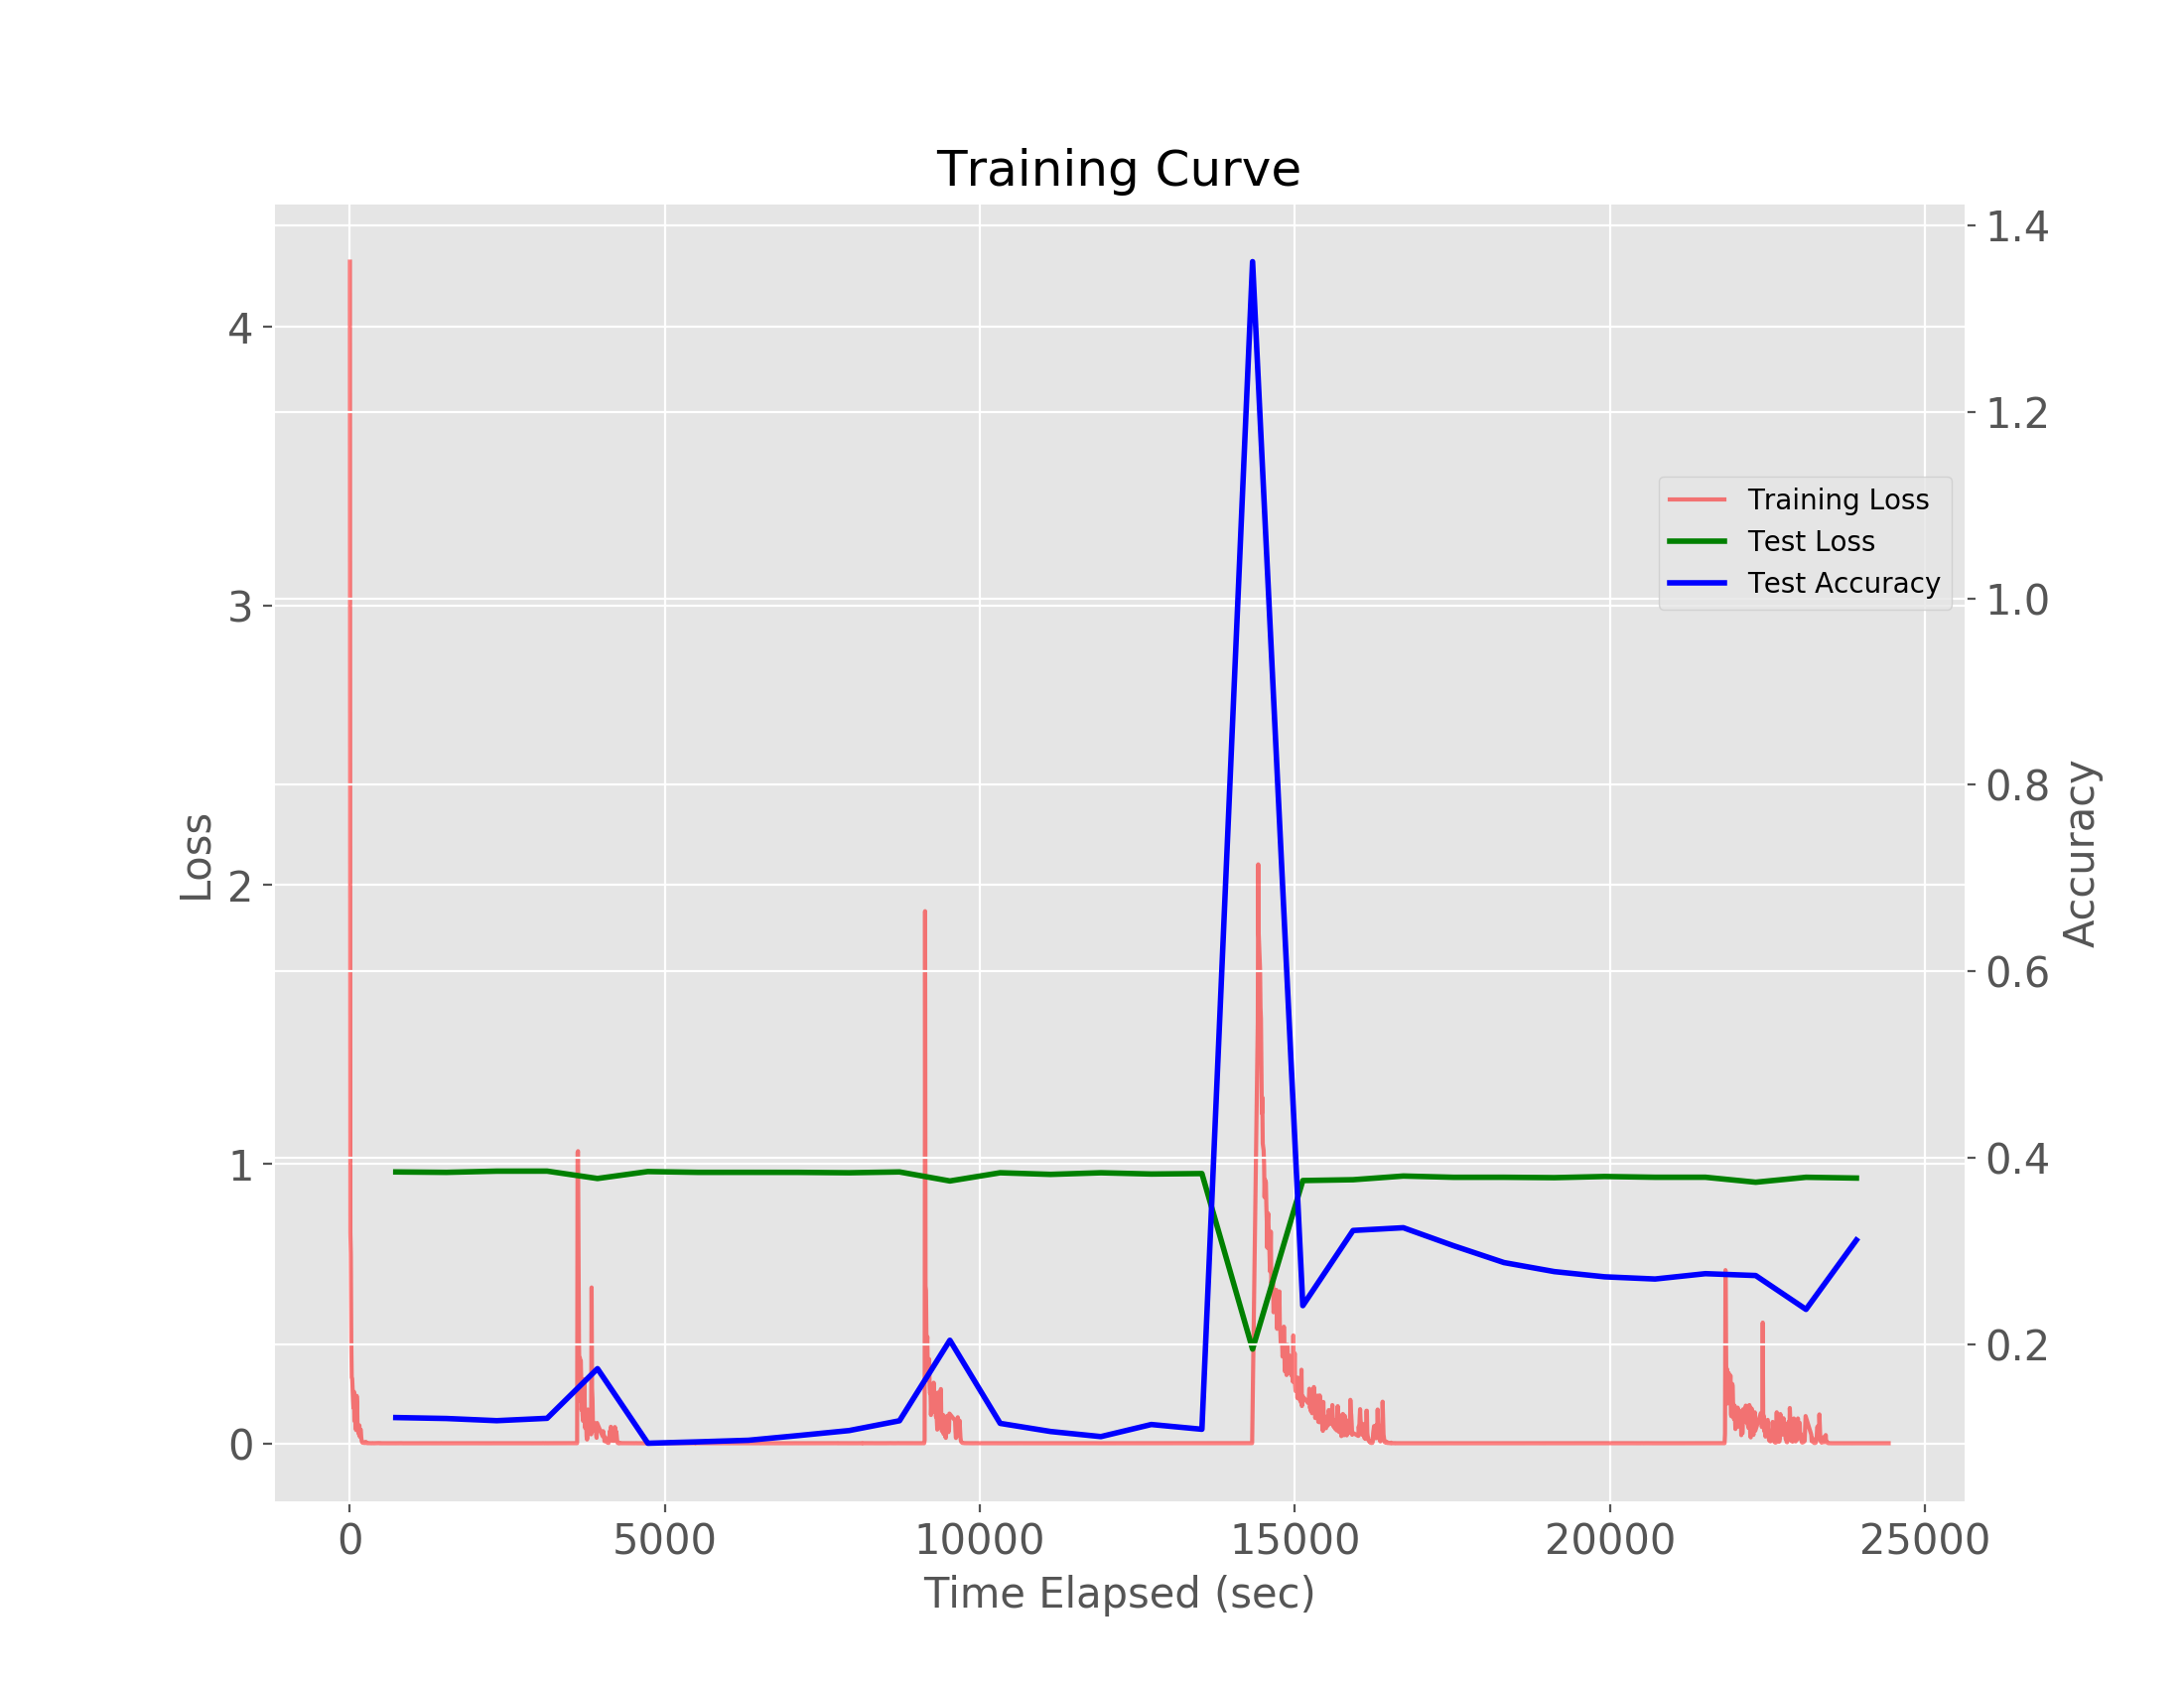 Training Curve
4
3
2
1
0
Loss
1.4
1.2
1.0
0.8
0.6
0.4
0.2
Accuracy
Training Loss
Test Loss
Test Accuracy
0 5000 10000 15000 20000 25000
Time Elapsed (sec)